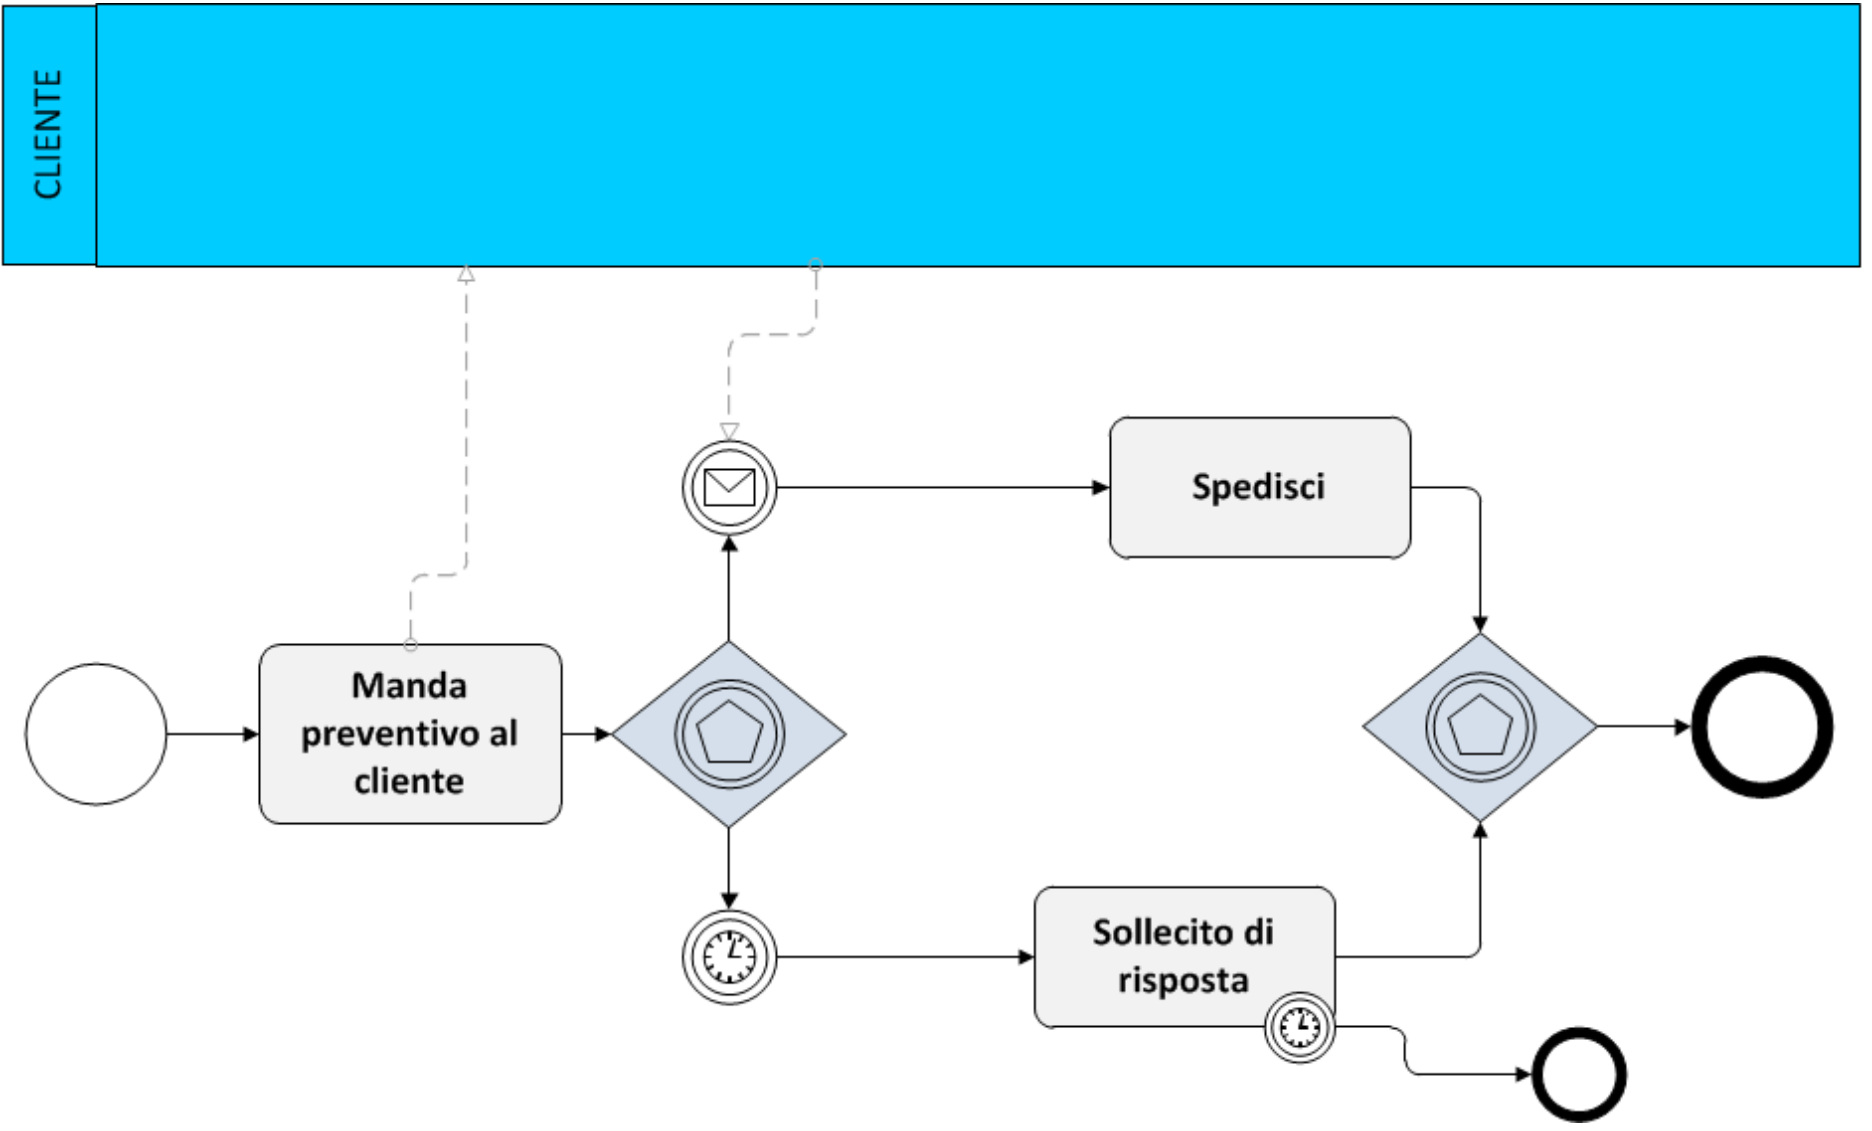 CLIENTE
Spedisci
Manda
preventivo al
cliente
Sollecito di
risposta